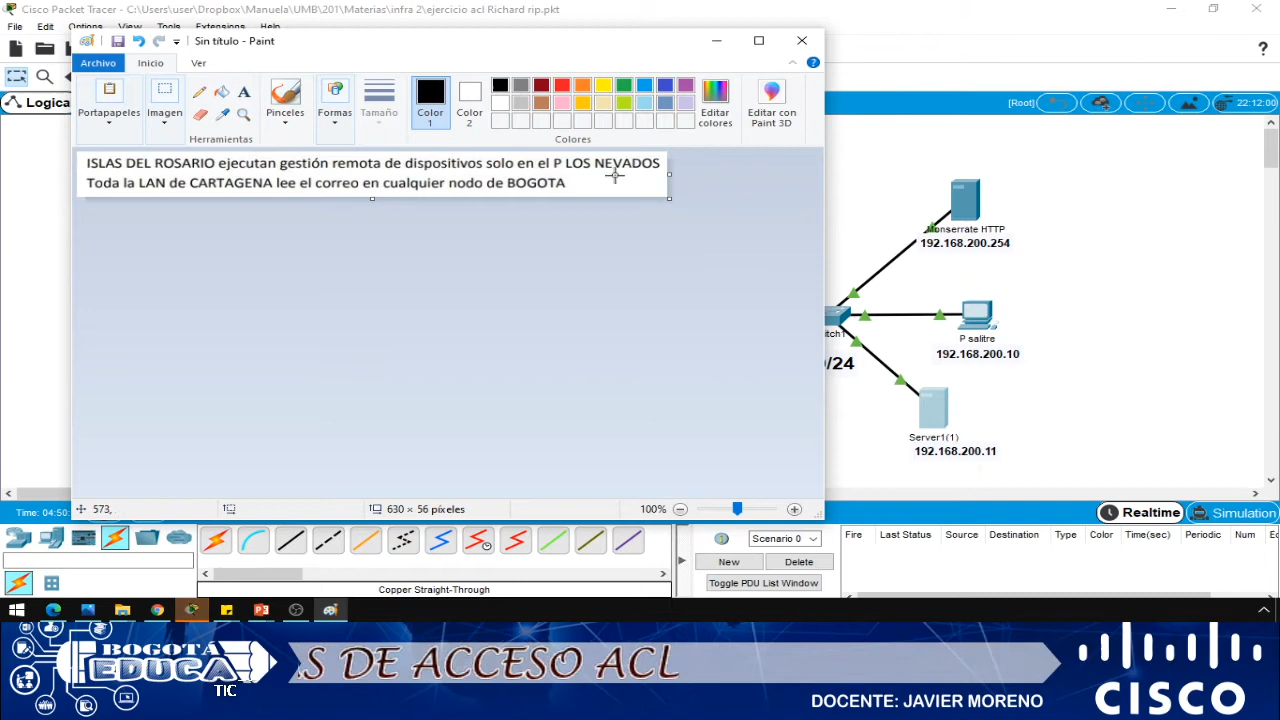 Cisco Packet Tracer - C:\Users\user\Dropbox\Manuela\UMB\201\Materias\infra 2\ejercicio acl Richard rip.pkt
File Edit Options View Tools Extensions Window Help
Sin título - Paint
Archivo Inicio Ver
Portapapeles
Imagen
Herramientas
Pinceles
Formas
Tamaño
Color 1
Color 2
Editar colores
Editar con Paint 3D
Colores
Logica
[Root]
22:12:00
ISLAS DEL ROSARIO ejecutan gestión remota de dispositivos solo en el P LOS NEVADOS
Toda la LAN de CARTAGENA lee el correo en cualquier nodo de BOGOTA
Monserrate HTTP
192.168.200.254
itch1
P salitre
192.168.200.10
/24
Server1(1)
192.168.200.11
573,
630 × 56 píxeles
100%
Time: 04:50:
Realtime
Simulation
Scenario 0
New
Delete
Toggle PDU List Window
Fire Last Status Source Destination Type Color Time(sec) Periodic Num Ec
Copper Straight-Through
BOGOTA
EDUCA
TIC
AS DE ACCESO ACL
DOCENTE: JAVIER MORENO
CISCO